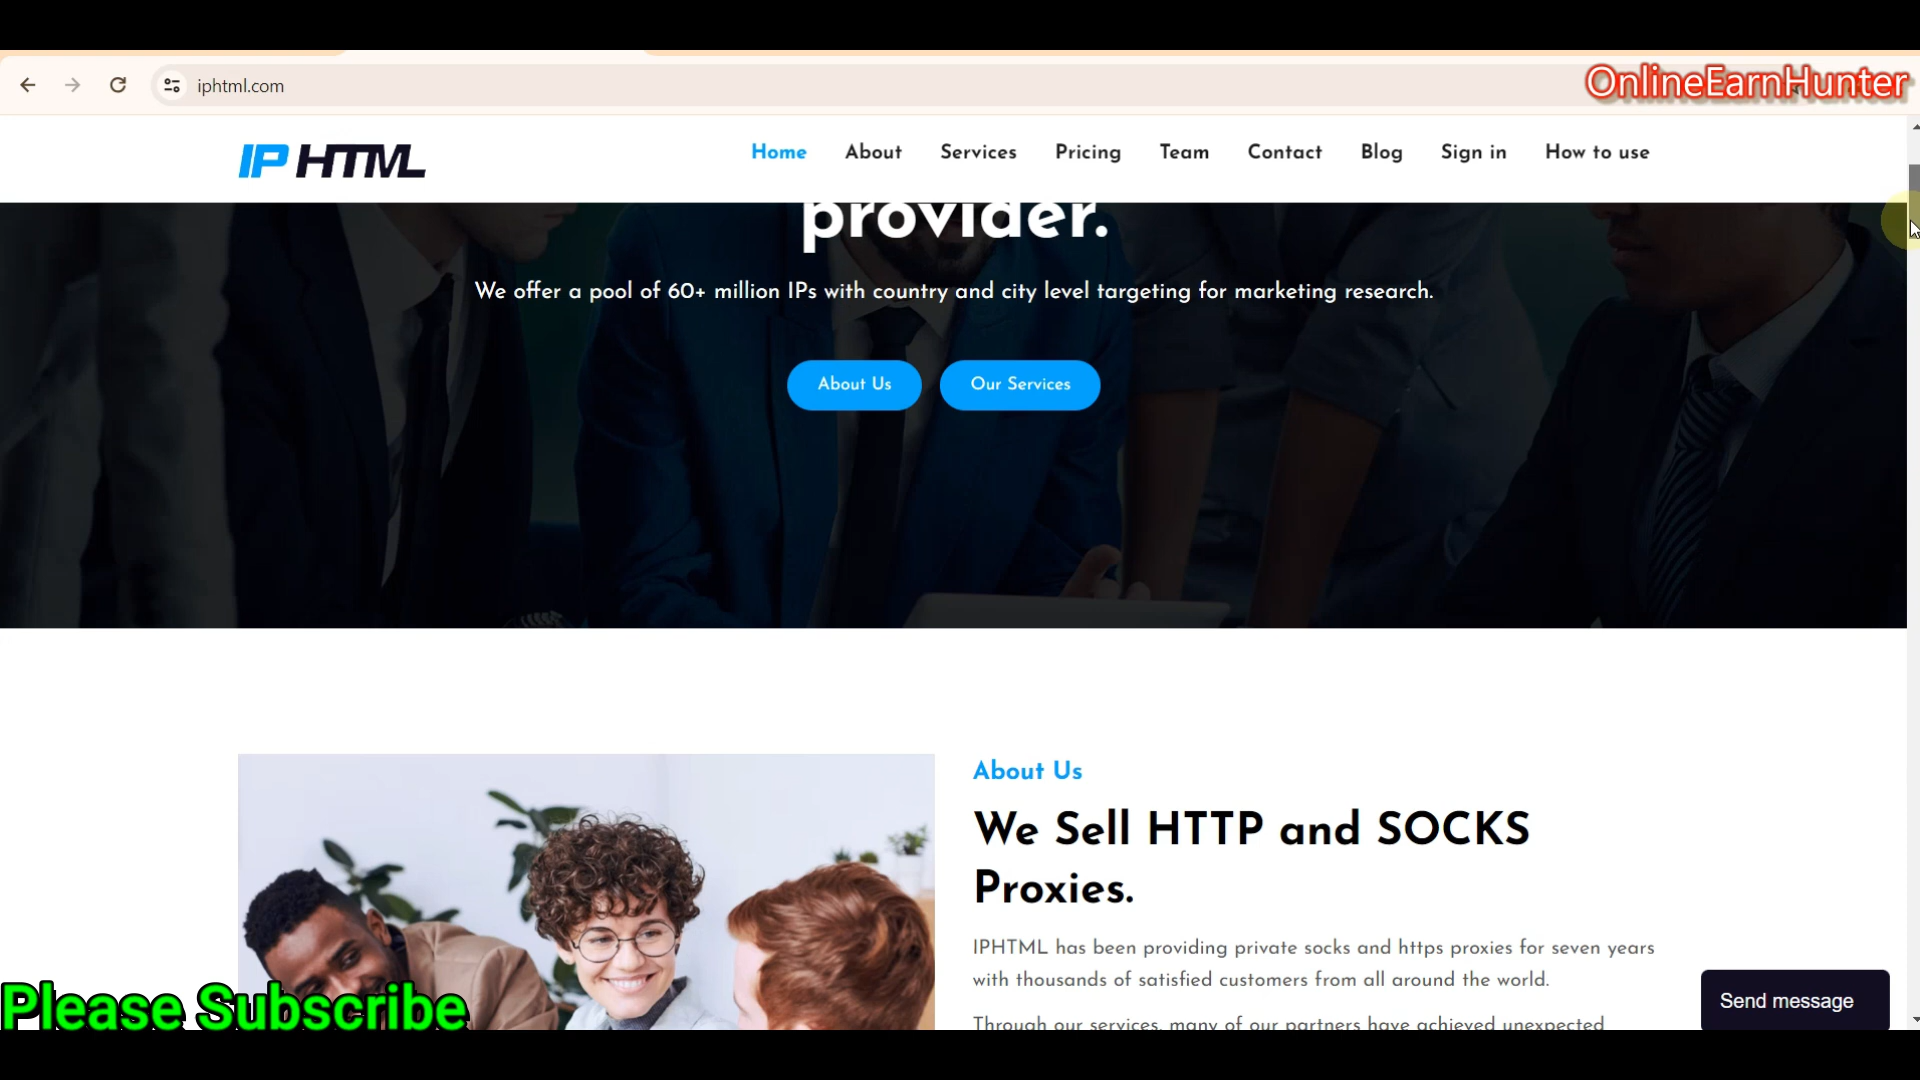 iphtml.com
OnlineEarnHunter
IP HTML
Home About Services Pricing Team Contact Blog Sign in How to use
provider.
We offer a pool of 60+ million IPs with country and city level targeting for marketing research.
About Us Our Services
About Us
We Sell HTTP and SOCKS
Proxies.
IPHTML has been providing private socks and https proxies for seven years
with thousands of satisfied customers from all around the world.
Through our services, many of our partners have achieved unexpected
Send message
Please Subscribe